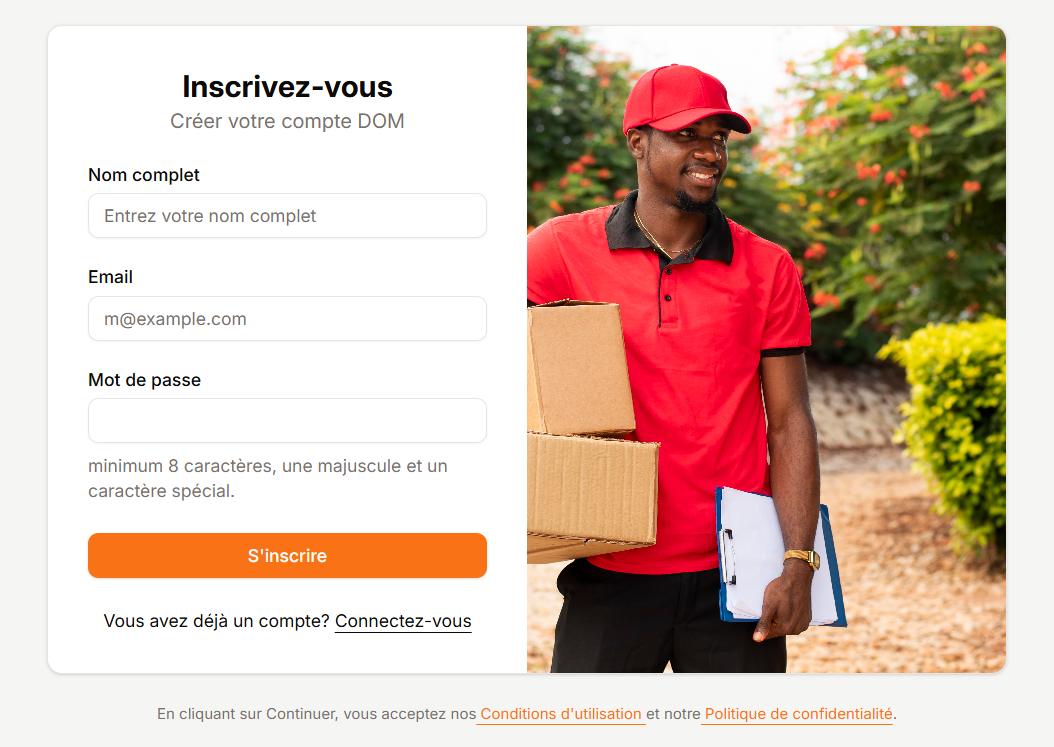 Inscrivez-vous
Créer votre compte DOM
Nom complet
Entrez votre nom complet
Email
m@example.com
Mot de passe
minimum 8 caractères, une majuscule et un
caractère spécial.
S'inscrire
Vous avez déjà un compte? Connectez-vous
En cliquant sur Continuer, vous acceptez nos Conditions d'utilisation et notre Politique de confidentialité.